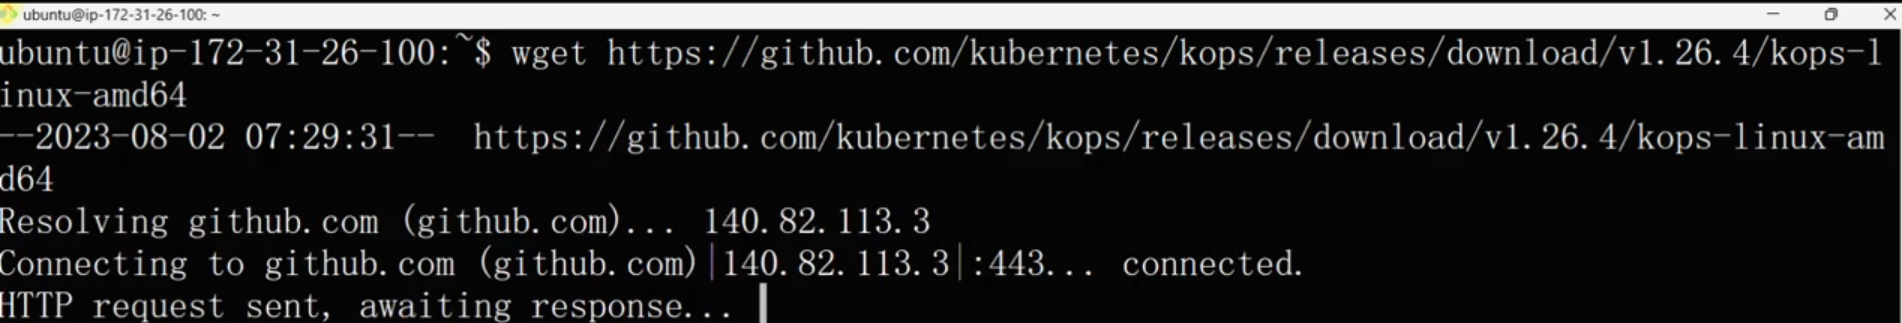 ubuntu@ip-172-31-26-100: ~
ubuntu@ip-172-31-26-100:~$ wget https://github.com/kubernetes/kops/releases/download/v1.26.4/kops-l
inux-amd64
--2023-08-02 07:29:31--  https://github.com/kubernetes/kops/releases/download/v1.26.4/kops-linux-am
d64
Resolving github.com (github.com)... 140.82.113.3
Connecting to github.com (github.com)|140.82.113.3|:443... connected.
HTTP request sent, awaiting response...